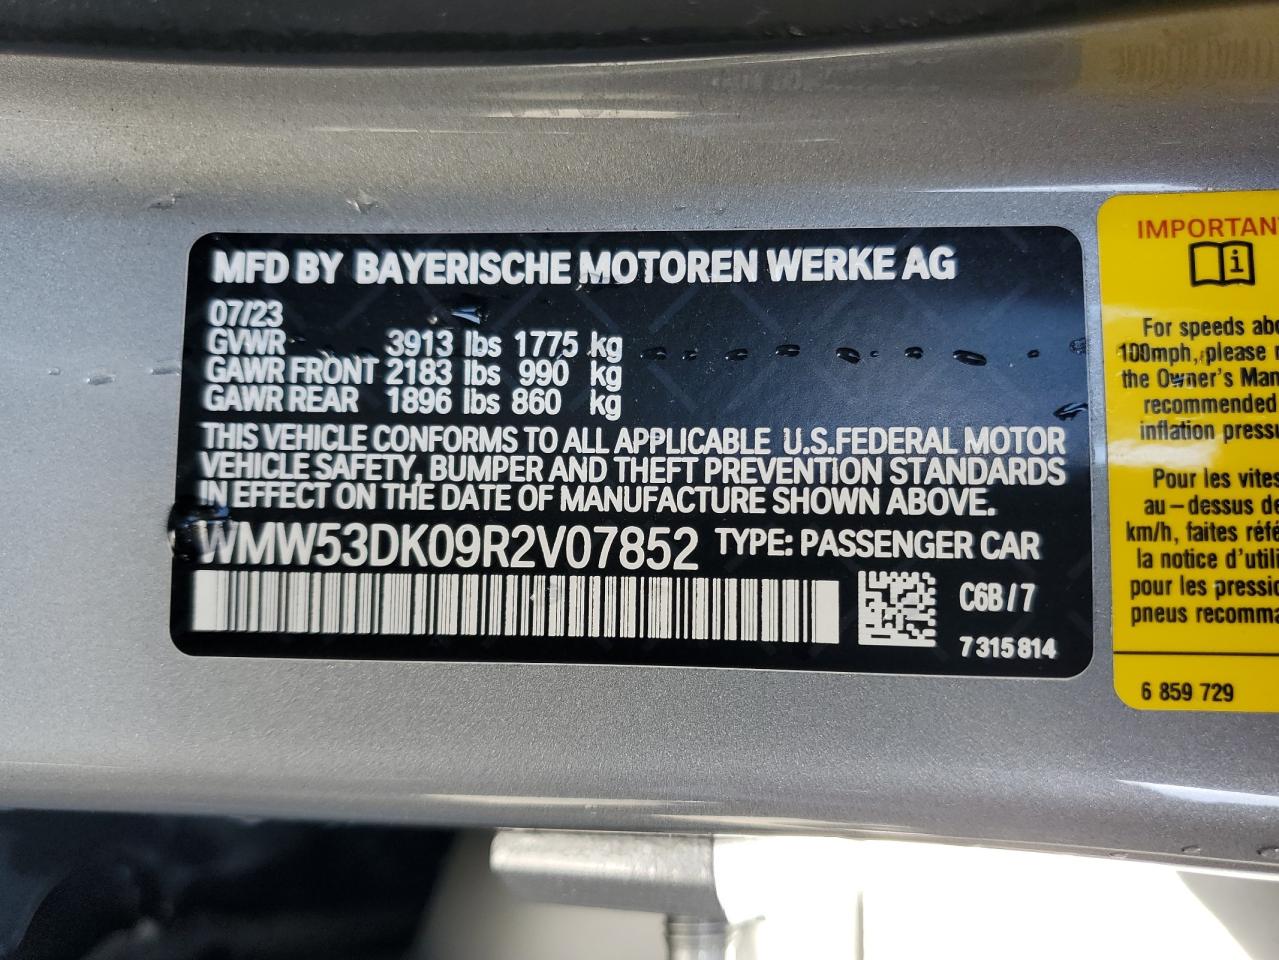 MFD BY BAYERISCHE MOTOREN WERKE AG
07/23
GVWR 3913 lbs 1775 kg
GAWR FRONT 2183 lbs 990 kg
GAWR REAR 1896 lbs 860 kg
THIS VEHICLE CONFORMS TO ALL APPLICABLE U.S.FEDERAL MOTOR
VEHICLE SAFETY, BUMPER AND THEFT PREVENTION STANDARDS
IN EFFECT ON THE DATE OF MANUFACTURE SHOWN ABOVE.
WMW53DK09R2V07852 TYPE: PASSENGER CAR
C6B/7
7 315 814
IMPORTAN
i
For speeds abo
100mph, please
the Owner's Man
recommended
inflation pressu
Pour les vites
au-dessus de
km/h, faites réfé
la notice d'utili
pour les pressio
pneus recomma
6 859 729